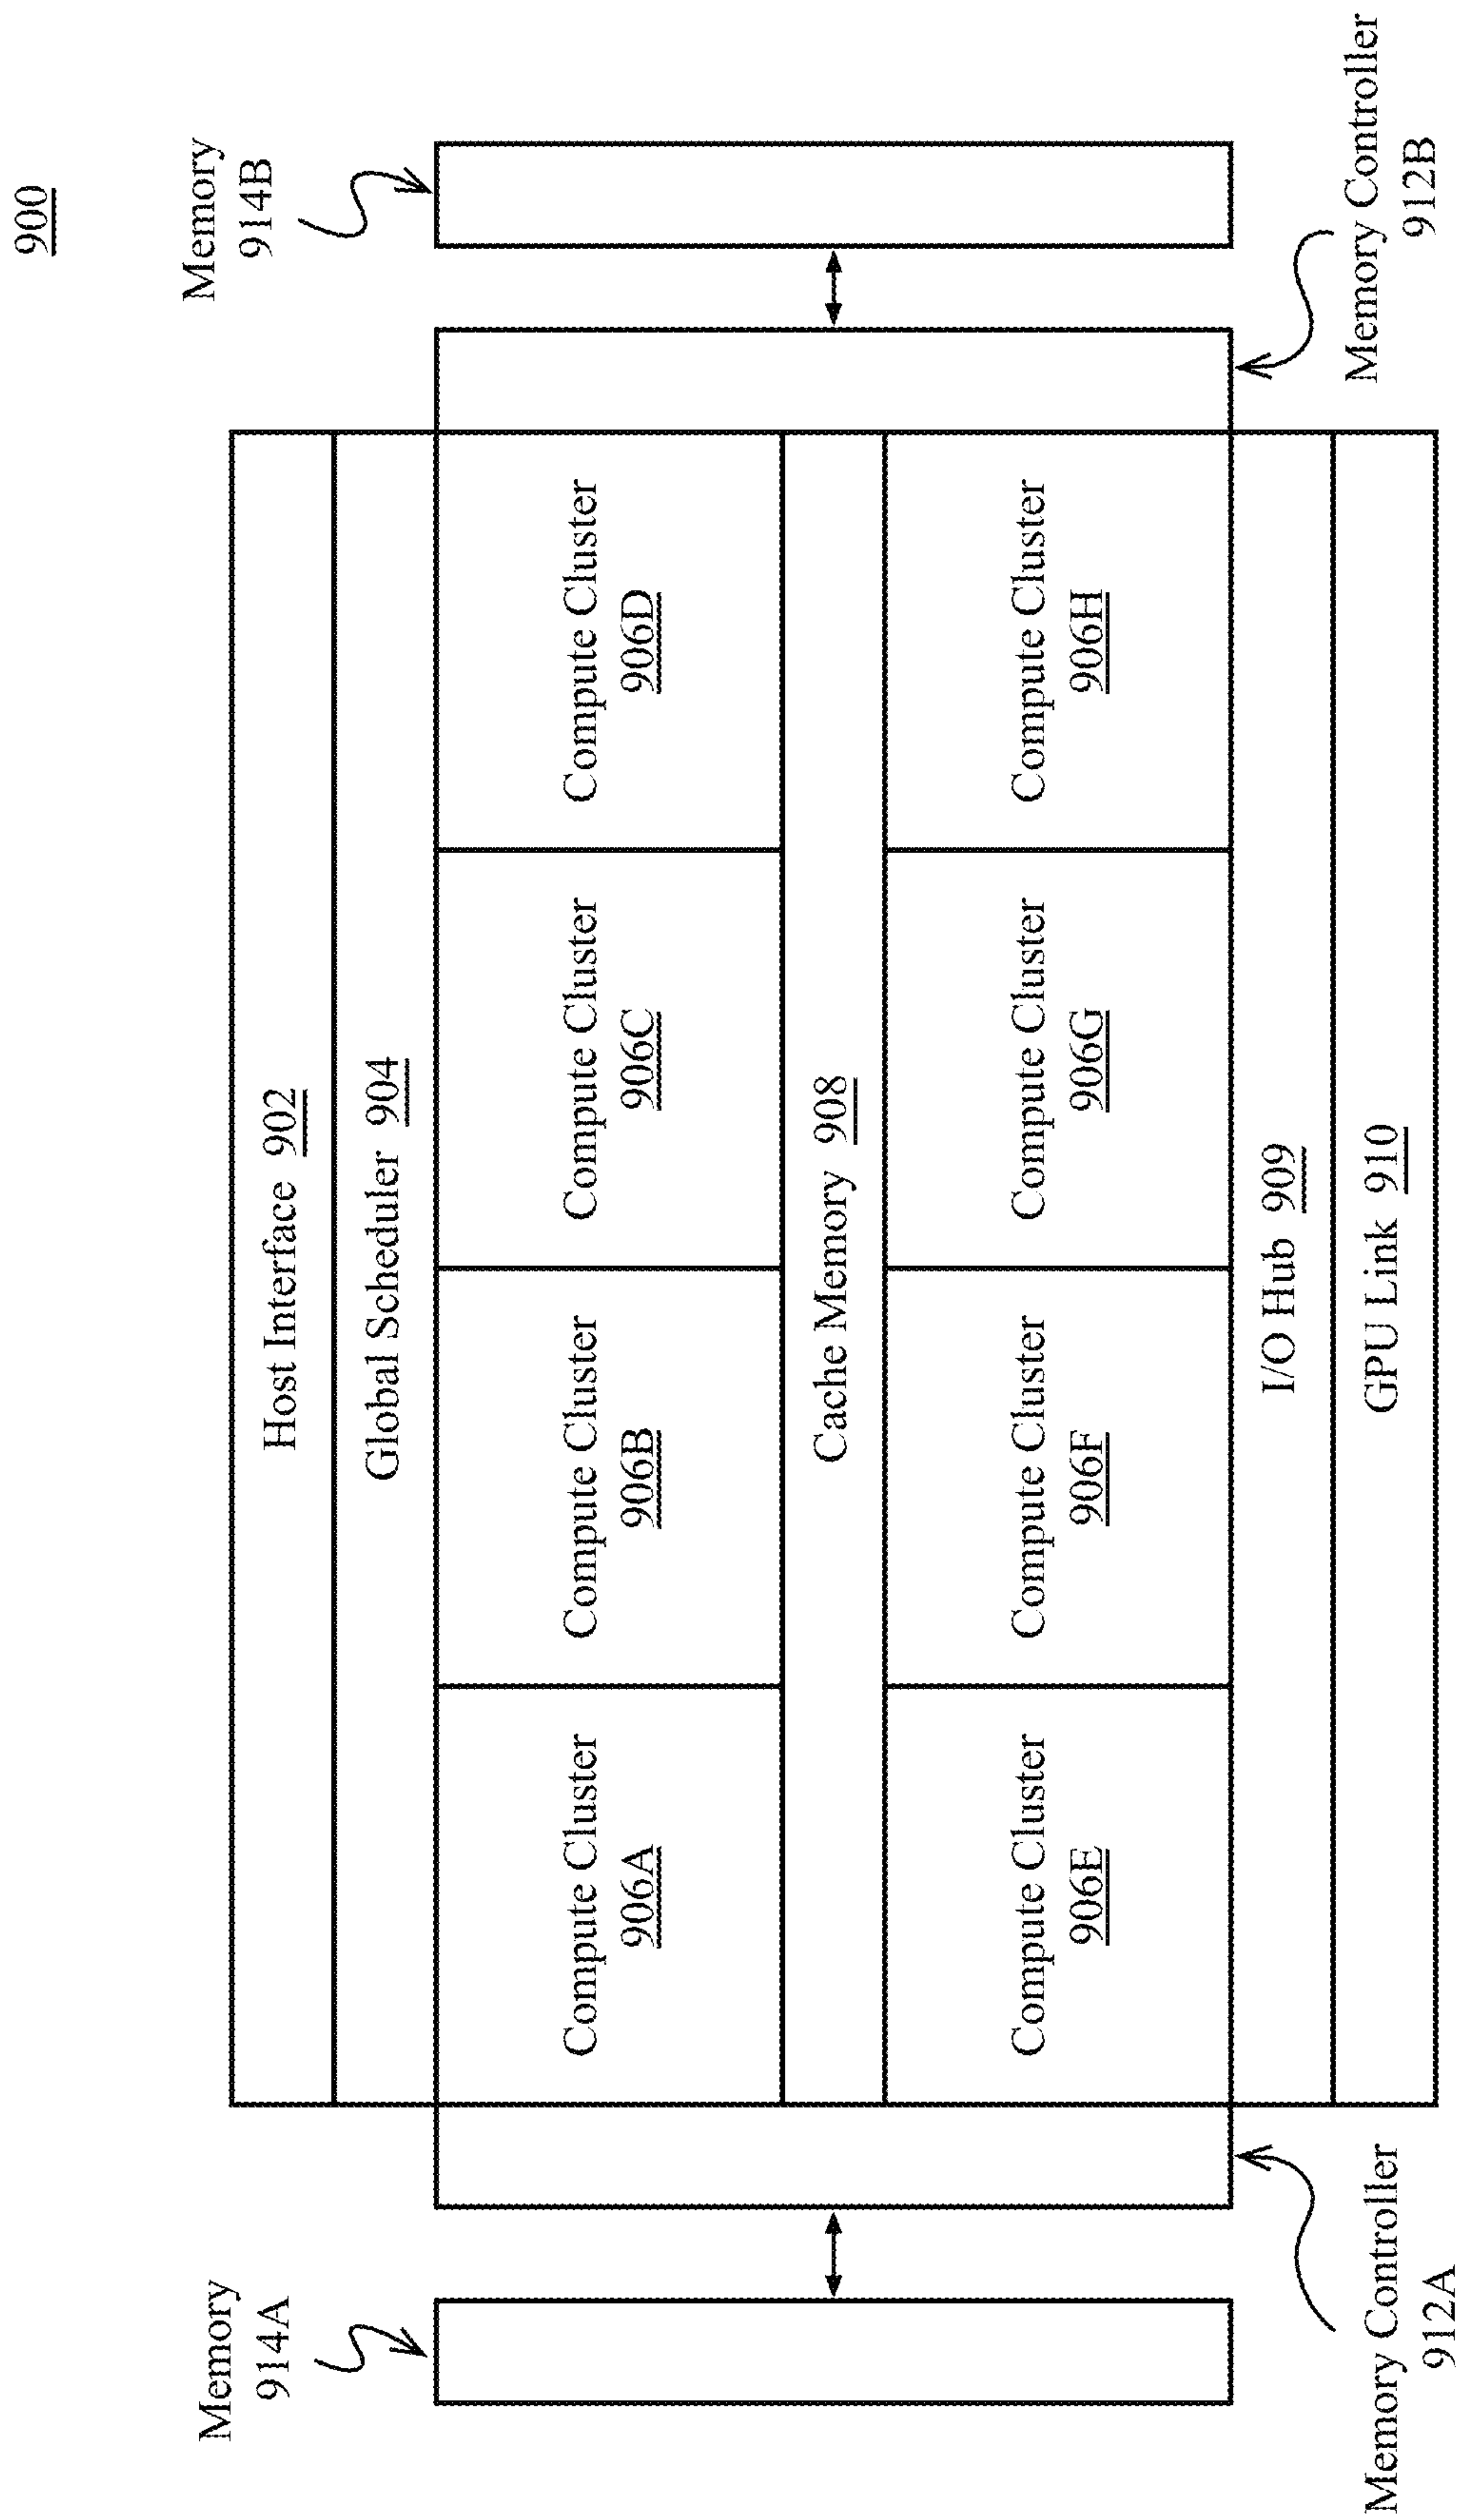 900
Memory
914A
Memory
914B
Host Interface 902
Global Scheduler 904
Compute Cluster
906A
Compute Cluster
906B
Compute Cluster
906C
Compute Cluster
906D
Cache Memory 908
Compute Cluster
906E
Compute Cluster
906F
Compute Cluster
906G
Compute Cluster
906H
I/O Hub 909
GPU Link 910
Memory Controller
912A
Memory Controller
912B